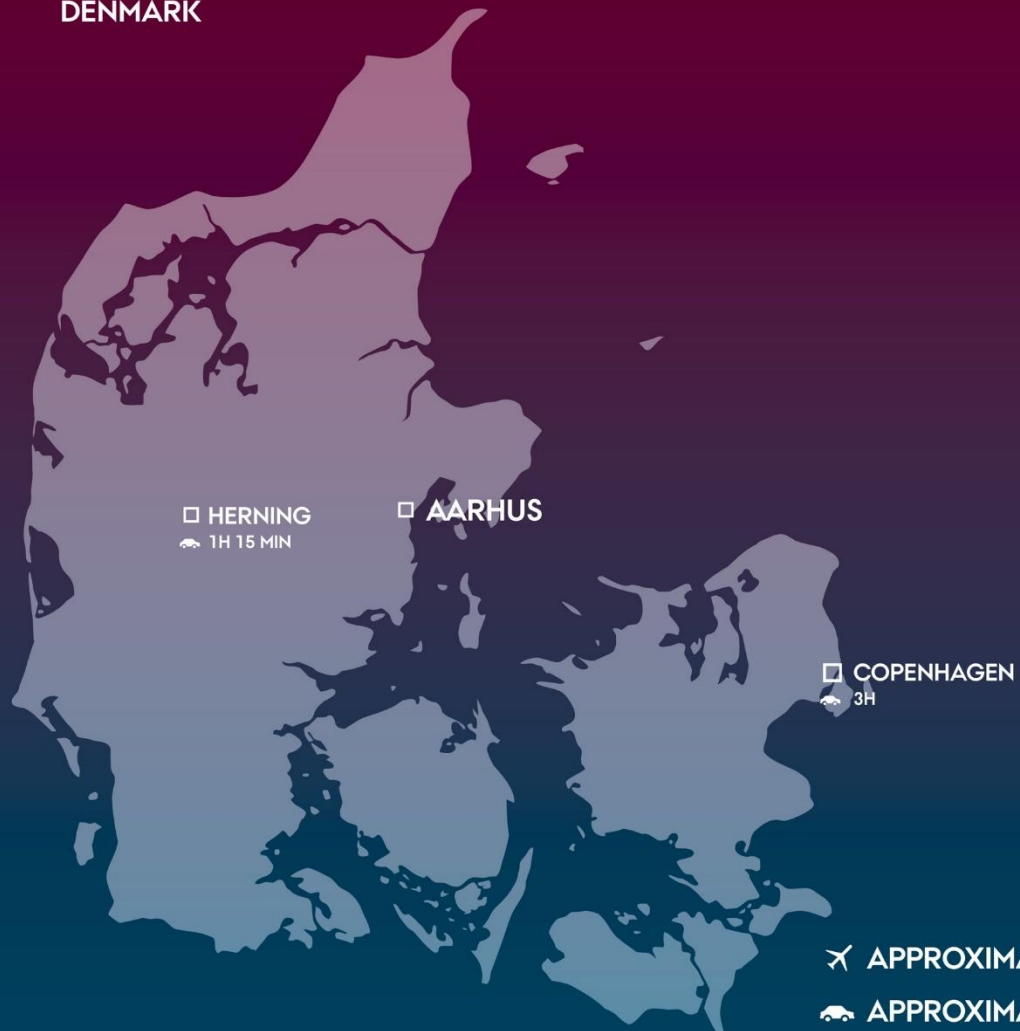 DENMARK
HERNING
1H 15 MIN
AARHUS
COPENHAGEN
3H
APPROXIMA
APPROXIMA